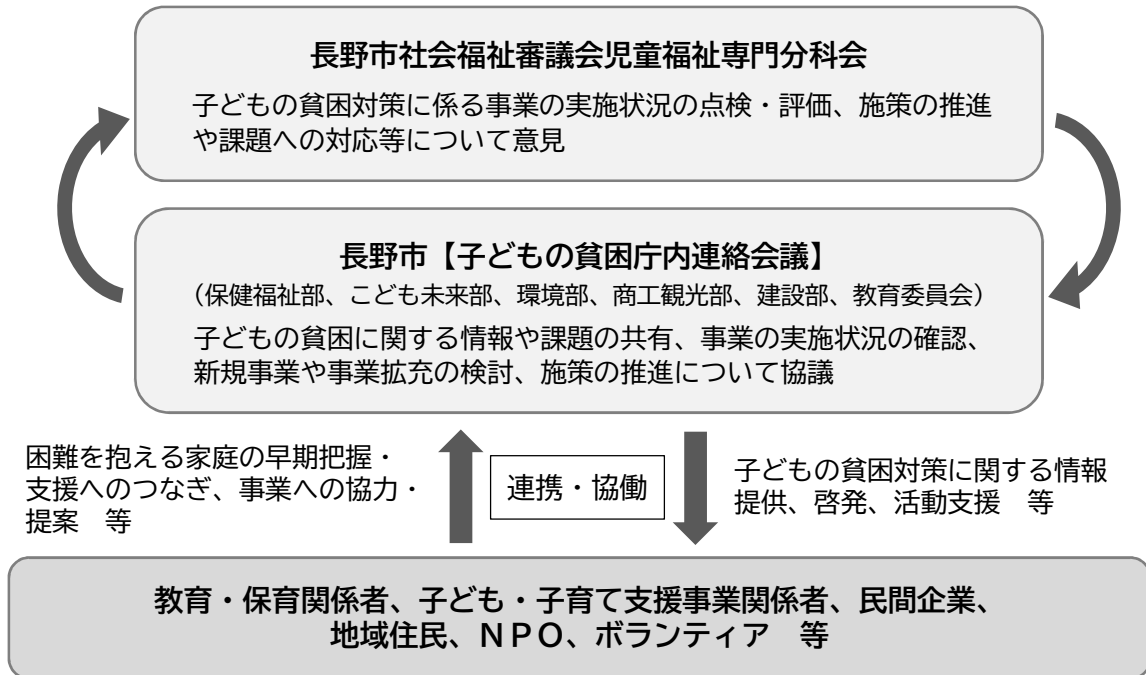 長野市社会福祉審議会児童福祉専門分科会
子どもの貧困対策に係る事業の実施状況の点検・評価、施策の推進
や課題への対応等について意見
長野市【子どもの貧困庁内連絡会議】
（保健福祉部、こども未来部、環境部、商工観光部、建設部、教育委員会）
子どもの貧困に関する情報や課題の共有、事業の実施状況の確認、
新規事業や事業拡充の検討、施策の推進について協議
困難を抱える家庭の早期把握・
支援へのつなぎ、事業への協力・
提案　等
連携・協働
子どもの貧困対策に関する情報
提供、啓発、活動支援　等
教育・保育関係者、子ども・子育て支援事業関係者、民間企業、
地域住民、ＮＰＯ、ボランティア　等